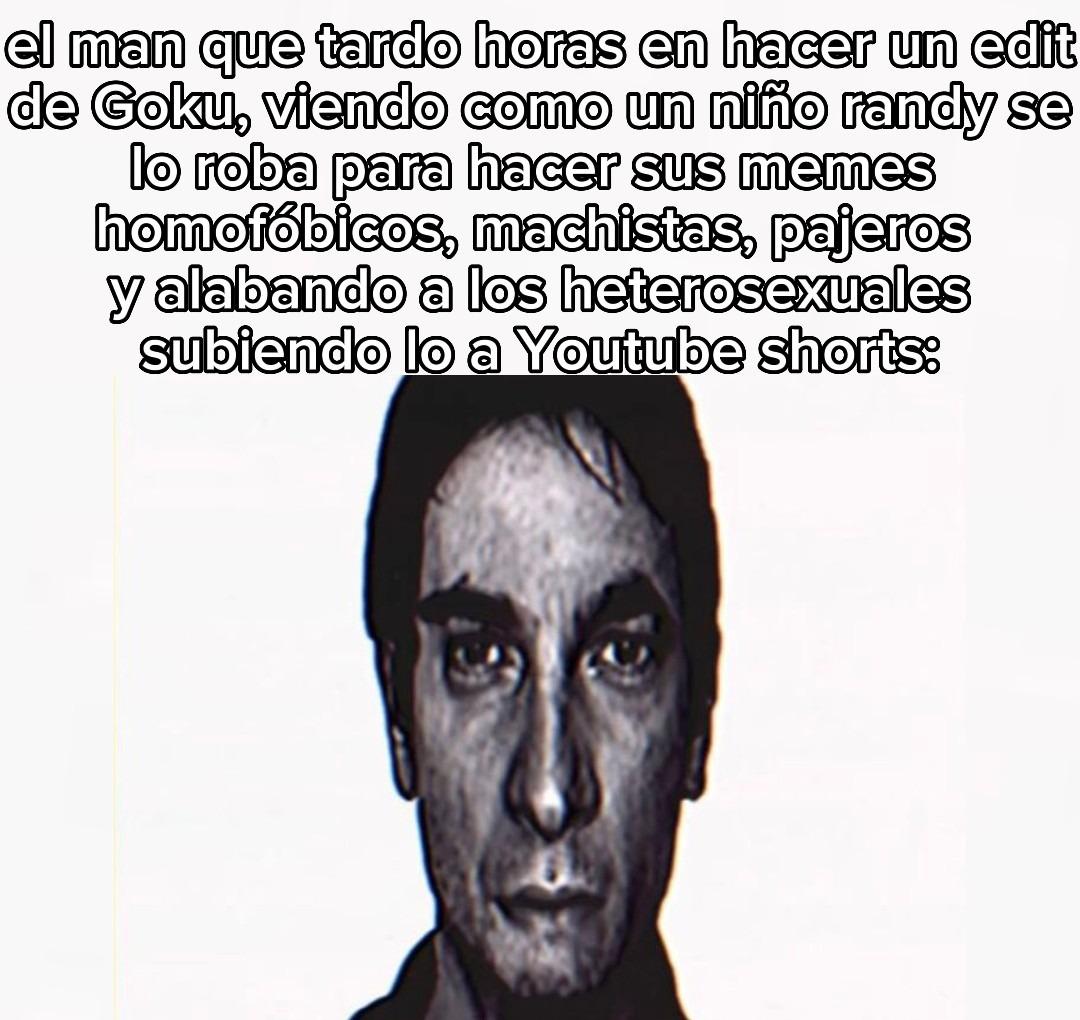 el man que tardo horas en hacer un edit
de Goku, viendo como un niño randy se
lo roba para hacer sus memes
homofóbicos, machistas, pajeros
y alabando a los heterosexuales
subiendo lo a Youtube shorts: